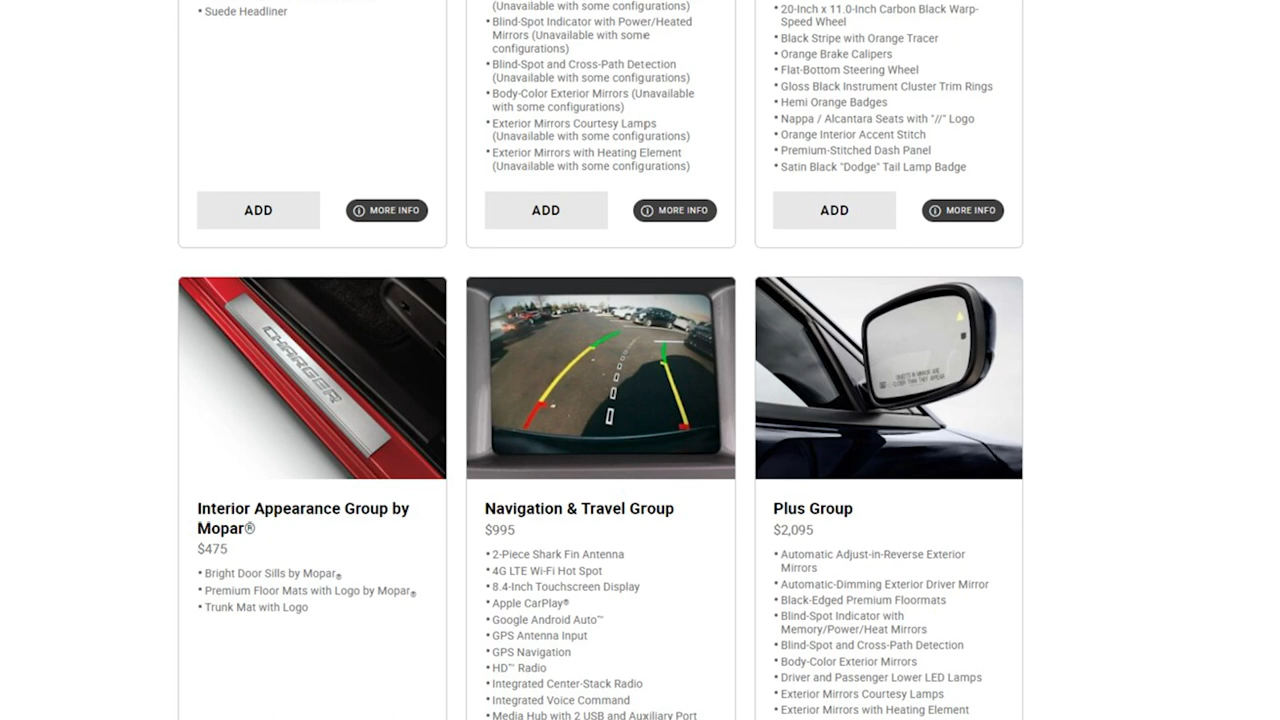 • Suede Headliner
(Unavailable with some configurations)
• Blind-Spot Indicator with Power/Heated
Mirrors (Unavailable with some
configurations)
• Blind-Spot and Cross-Path Detection
(Unavailable with some configurations)
• Body-Color Exterior Mirrors (Unavailable
with some configurations)
• Exterior Mirrors Courtesy Lamps
(Unavailable with some configurations)
• Exterior Mirrors with Heating Element
(Unavailable with some configurations)
• 20-Inch x 11.0-Inch Carbon Black Warp-
Speed Wheel
• Black Stripe with Orange Tracer
• Orange Brake Calipers
• Flat-Bottom Steering Wheel
• Gloss Black Instrument Cluster Trim Rings
• Hemi Orange Badges
• Nappa / Alcantara Seats with "//" Logo
• Orange Interior Accent Stitch
• Premium-Stitched Dash Panel
• Satin Black "Dodge" Tail Lamp Badge
ADD
MORE INFO
ADD
MORE INFO
ADD
MORE INFO
CHARGER
OBJECTS IN MIRROR ARE
CLOSER THAN THEY APPEAR
Interior Appearance Group by
Mopar®
$475
• Bright Door Sills by Mopar®
• Premium Floor Mats with Logo by Mopar®
• Trunk Mat with Logo
Navigation & Travel Group
$995
• 2-Piece Shark Fin Antenna
• 4G LTE Wi-Fi Hot Spot
• 8.4-Inch Touchscreen Display
• Apple CarPlay®
• Google Android Auto™
• GPS Antenna Input
• GPS Navigation
• HD™ Radio
• Integrated Center-Stack Radio
• Integrated Voice Command
• Media Hub with 2 USB and Auxiliary Port
Plus Group
$2,095
• Automatic Adjust-in-Reverse Exterior
Mirrors
• Automatic-Dimming Exterior Driver Mirror
• Black-Edged Premium Floormats
• Blind-Spot Indicator with
Memory/Power/Heat Mirrors
• Blind-Spot and Cross-Path Detection
• Body-Color Exterior Mirrors
• Driver and Passenger Lower LED Lamps
• Exterior Mirrors Courtesy Lamps
• Exterior Mirrors with Heating Element